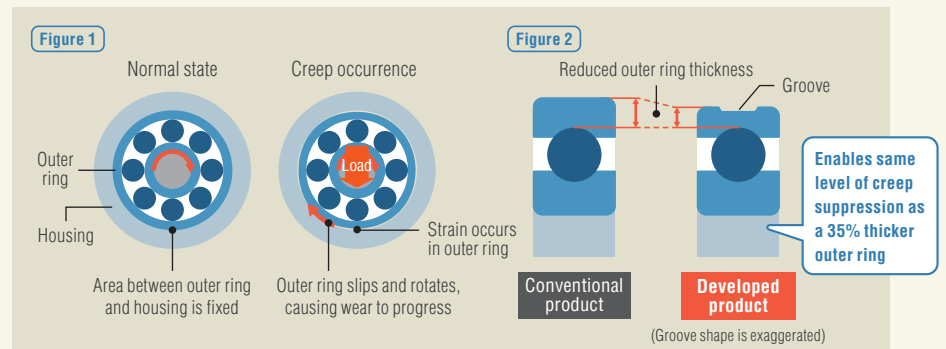 Figure 1
Normal state
Creep occurrence
Outer
ring
Housing
Load
Strain occurs
in outer ring
Area between outer ring
and housing is fixed
Outer ring slips and rotates,
causing wear to progress
Figure 2
Reduced outer ring thickness
Groove
Enables same
level of creep
suppression as
a 35% thicker
outer ring
Conventional
product
Developed
product
(Groove shape is exaggerated)